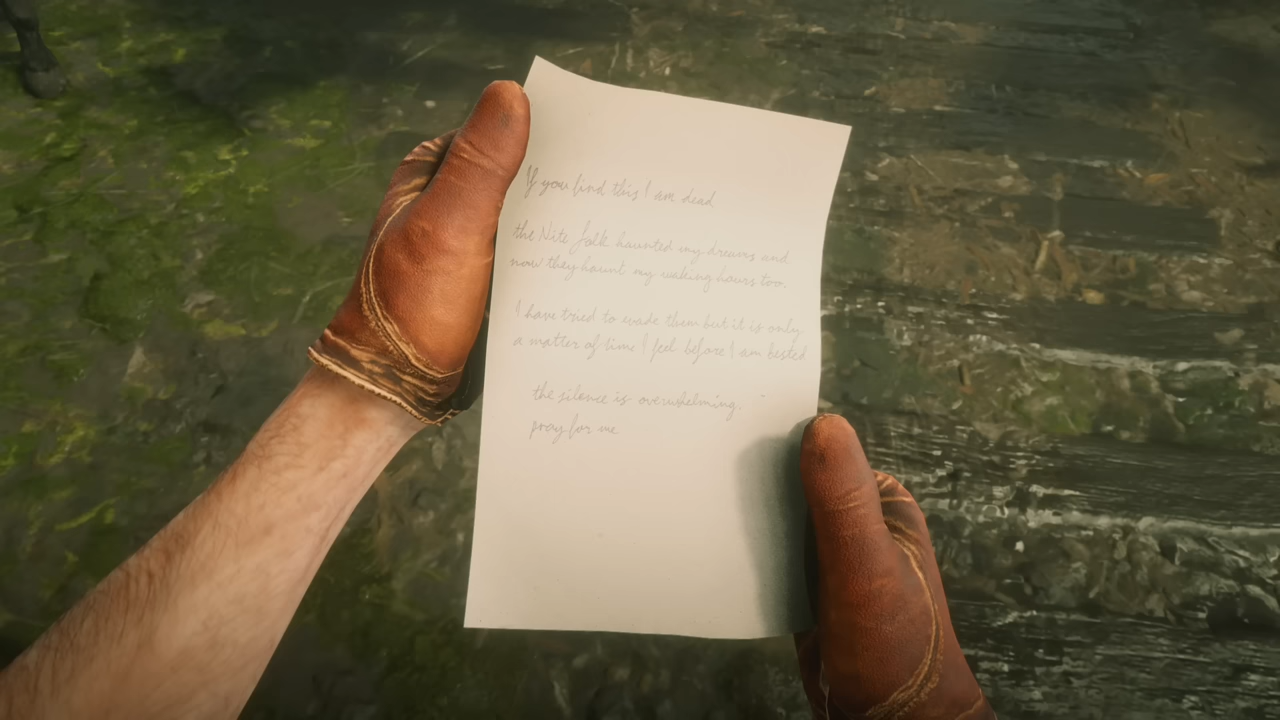 If you find this I am dead
the Nite folk haunted my dreams and
now they haunt my waking hours too.
I have tried to evade them but it is only
a matter of time I feel before I am bested
the silence is overwhelming.
pray for me